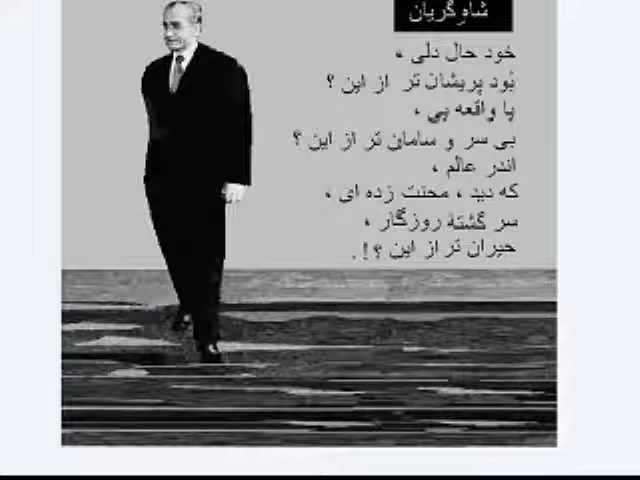 شاهِ گریان
خود حال دلی ،
بُود پریشان تر از این ؟
یا واقعه یی ،
بی سر و سامان تر از این ؟
اندر عالم ،
که دید ، محنت زده ای ،
سر گشتهٔ روزگار ،
حیران تر از این ؟!.